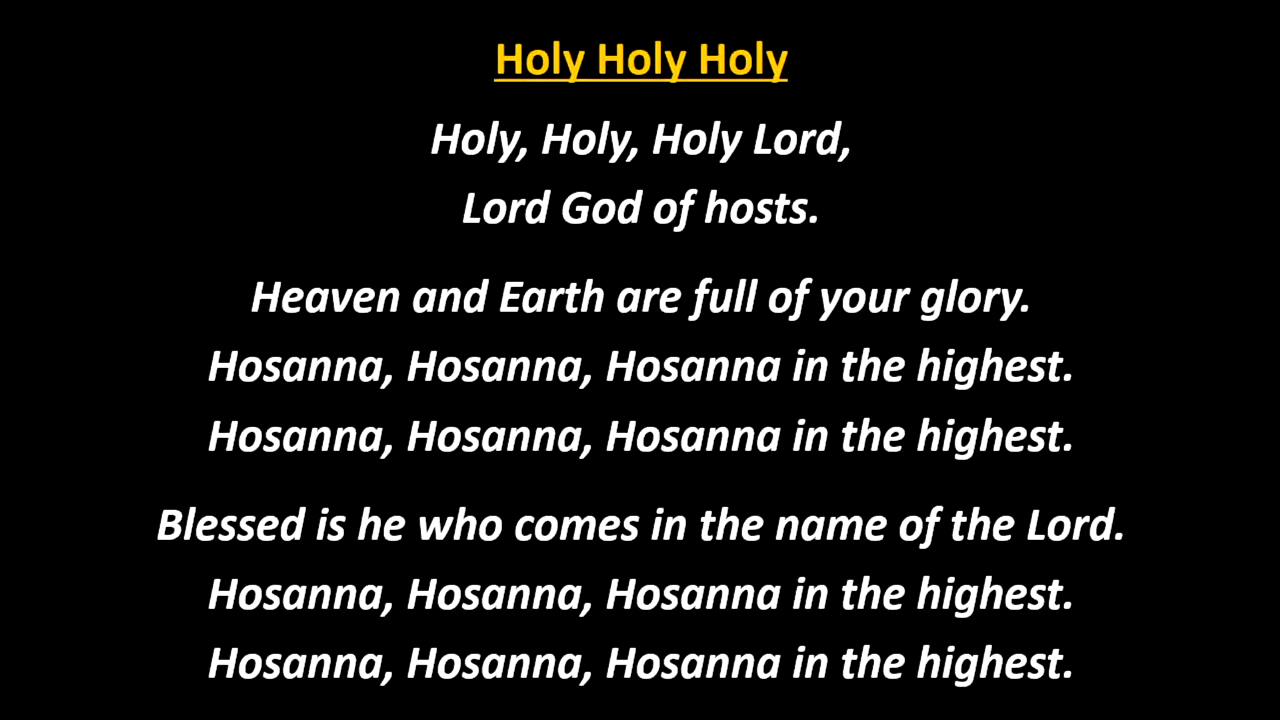 Holy Holy Holy
Holy, Holy, Holy Lord,
Lord God of hosts.
Heaven and Earth are full of your glory.
Hosanna, Hosanna, Hosanna in the highest.
Hosanna, Hosanna, Hosanna in the highest.
Blessed is he who comes in the name of the Lord.
Hosanna, Hosanna, Hosanna in the highest.
Hosanna, Hosanna, Hosanna in the highest.